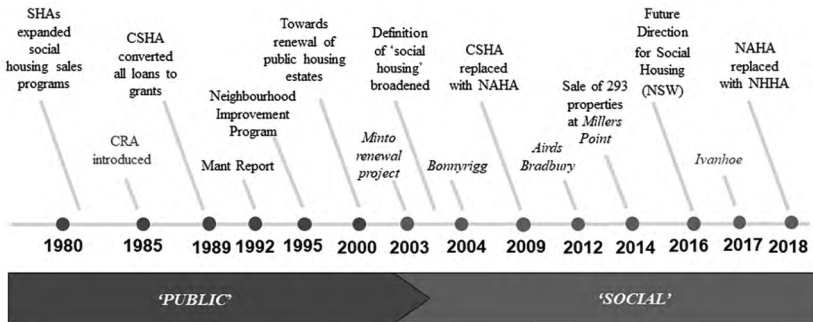 SHAs
expanded
social
housing sales
programs
CRA
introduced
CSHA
converted
all loans to
grants
Mant Report
Neighbourhood
Improvement
Program
Towards
renewal of
public housing
estates
Minto
renewal
project
Definition
of ‘social
housing’
broadened
Bonnyrigg
CSHA
replaced
with NAHA
Airds
Bradbury
Sale of 293
properties
at Millers
Point
Future
Direction
for Social
Housing
(NSW)
Ivanhoe
NAHA
replaced
with NHHA
1980 1985 1989 1992 1995 2000 2003 2004 2009 2012 2014 2016 2017 2018
‘PUBLIC’ ‘SOCIAL’